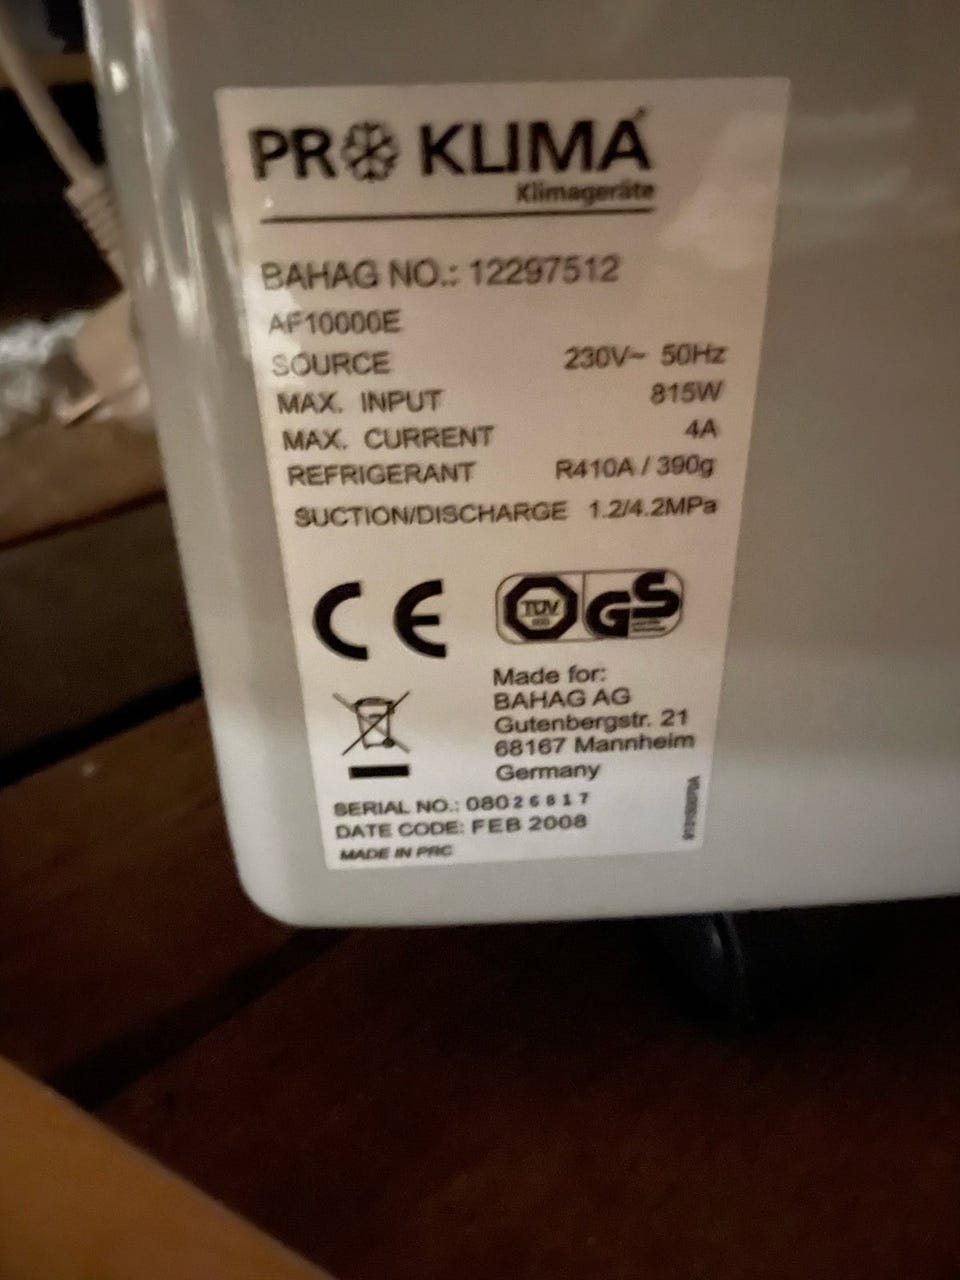 PRO KLIMA
Klimageräte
BAHAG NO.: 12297512
AF10000E
SOURCE 230V~ 50Hz
MAX. INPUT 815W
MAX. CURRENT 4A
REFRIGERANT R410A / 390g
SUCTION/DISCHARGE 1.2/4.2MPa
CE
TÜV GS
Made for:
BAHAG AG
Gutenbergstr. 21
68167 Mannheim
Germany
SERIAL NO.: 08026817
DATE CODE: FEB 2008
MADE IN PRC